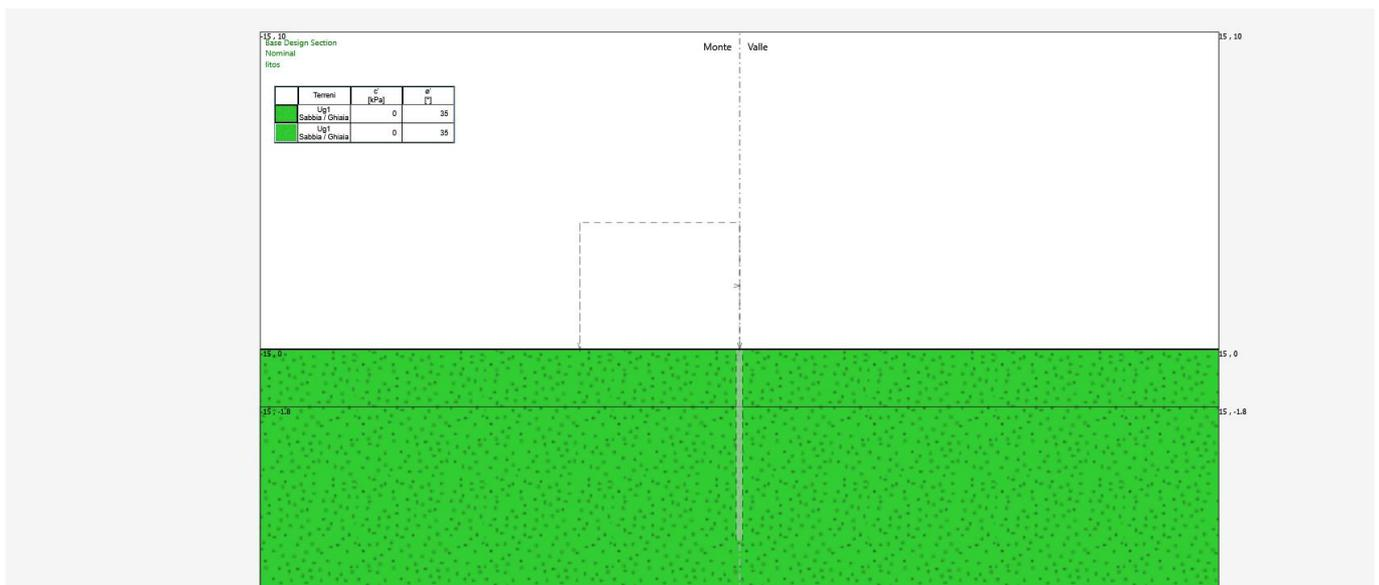 -15, 10
15, 10
Base Design Section
Nominal
litos
Monte Valle
Terreni c' [kPa] ø' [°]
Ug1
Sabbia / Ghiaia 0 35
Ug1
Sabbia / Ghiaia 0 35
-15, 0
15, 0
-15, -1.8
15, -1.8